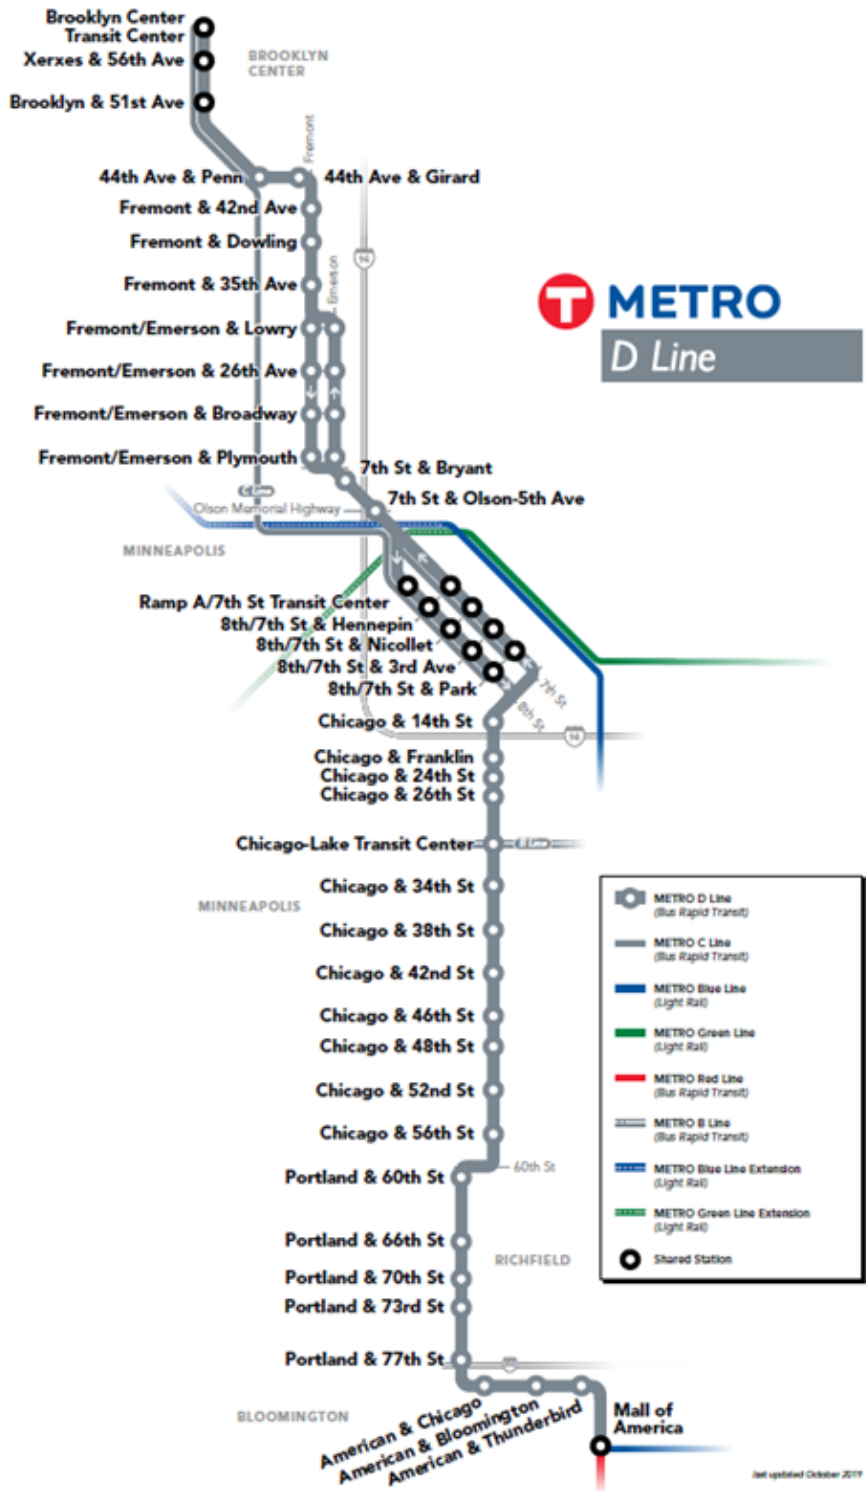 Brooklyn Center
Transit Center
Xerxes & 56th Ave
BROOKLYN
CENTER
Brooklyn & 51st Ave
Fremont
44th Ave & Penn
44th Ave & Girard
Fremont & 42nd Ave
Fremont & Dowling
94
Emerson
Fremont & 35th Ave
T METRO
D Line
Fremont/Emerson & Lowry
Fremont/Emerson & 26th Ave
Fremont/Emerson & Broadway
Fremont/Emerson & Plymouth
7th St & Bryant
C Line
7th St & Olson-5th Ave
Olson Memorial Highway
MINNEAPOLIS
Ramp A/7th St Transit Center
8th/7th St & Hennepin
8th/7th St & Nicollet
8th/7th St & 3rd Ave
8th/7th St & Park
7th St
8th St
Chicago & 14th St
94
Chicago & Franklin
Chicago & 24th St
Chicago & 26th St
Chicago-Lake Transit Center
Chicago & 34th St
MINNEAPOLIS
Chicago & 38th St
Chicago & 42nd St
Chicago & 46th St
Chicago & 48th St
Chicago & 52nd St
Chicago & 56th St
60th St
Portland & 60th St
Portland & 66th St
RICHFIELD
Portland & 70th St
Portland & 73rd St
Portland & 77th St
BLOOMINGTON
American & Chicago
American & Bloomington
American & Thunderbird
Mall of
America
METRO D Line
(Bus Rapid Transit)
METRO C Line
(Bus Rapid Transit)
METRO Blue Line
(Light Rail)
METRO Green Line
(Light Rail)
METRO Red Line
(Bus Rapid Transit)
METRO B Line
(Bus Rapid Transit)
METRO Blue Line Extension
(Light Rail)
METRO Green Line Extension
(Light Rail)
Shared Station
last updated October 2019